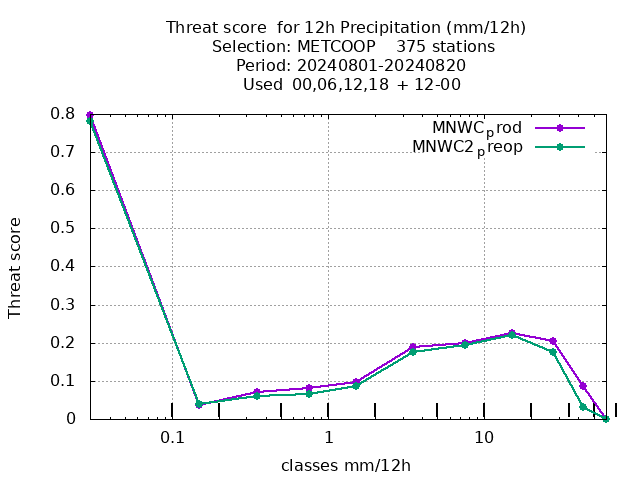 Threat score  for 12h Precipitation (mm/12h)
Selection: METCOOP    375 stations
Period: 20240801-20240820
Used  00,06,12,18 + 12-00
MNWCprod
MNWC2preop
0.8
0.7
0.6
0.5
0.4
0.3
0.2
0.1
0
Threat score
0.1 1 10
classes mm/12h